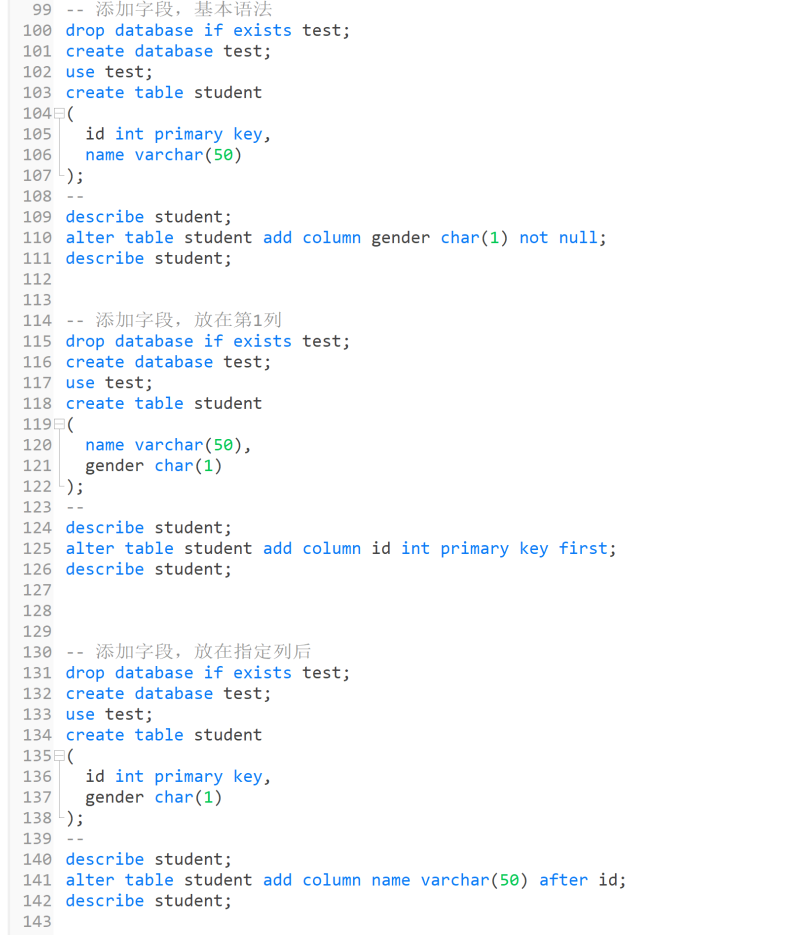 99 -- 添加字段，基本语法
100 drop database if exists test;
101 create database test;
102 use test;
103 create table student
104 (
105   id int primary key,
106   name varchar(50)
107 );
108 --
109 describe student;
110 alter table student add column gender char(1) not null;
111 describe student;
112
113
114 -- 添加字段，放在第1列
115 drop database if exists test;
116 create database test;
117 use test;
118 create table student
119 (
120   name varchar(50),
121   gender char(1)
122 );
123 --
124 describe student;
125 alter table student add column id int primary key first;
126 describe student;
127
128
129
130 -- 添加字段，放在指定列后
131 drop database if exists test;
132 create database test;
133 use test;
134 create table student
135 (
136   id int primary key,
137   gender char(1)
138 );
139 --
140 describe student;
141 alter table student add column name varchar(50) after id;
142 describe student;
143